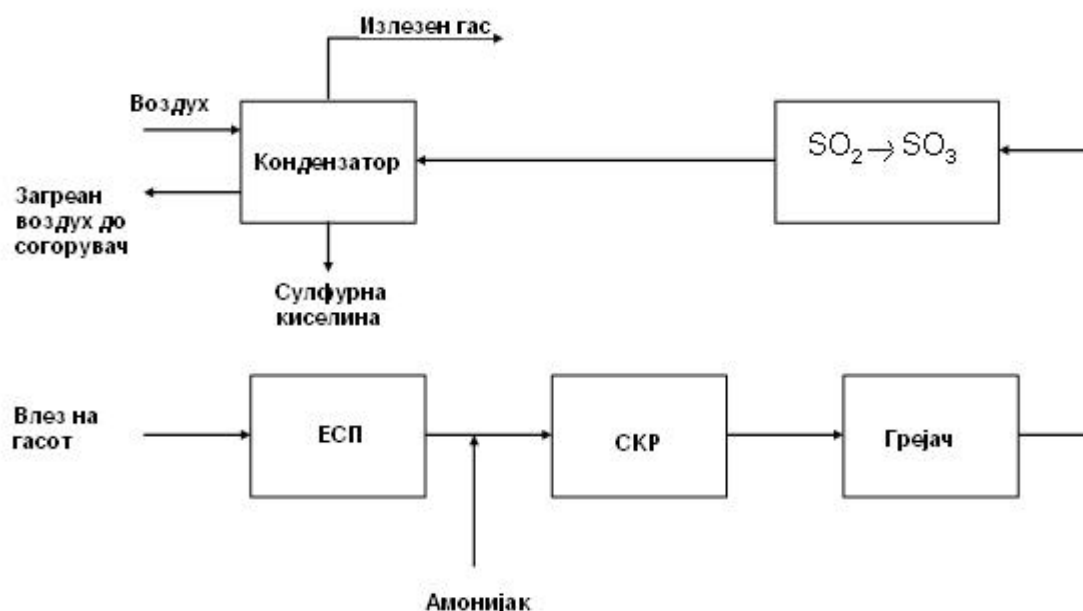 Излезен гас
Воздух
Кондензатор
SO₂→SO₃
Загреан
воздух до
согорувач
Сулфурна
киселина
Влез на
гасот
ЕСП
СКР
Грејач
Амонијак